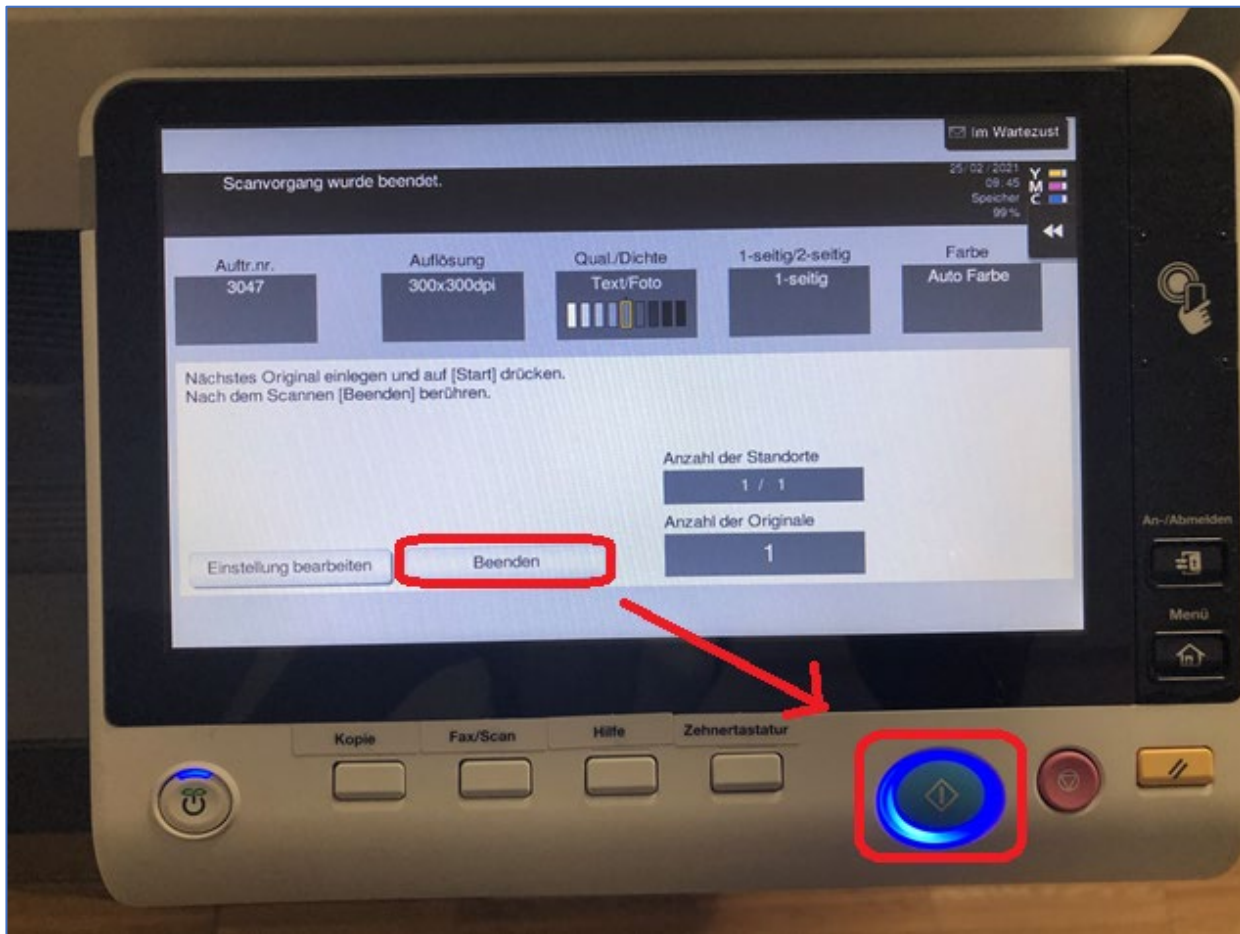 Im Wartezust
Scanvorgang wurde beendet.
25/02/2021
09:45
Speicher
99%
Y
M
C
Auftr.nr.
3047
Auflösung
300x300dpi
Qual./Dichte
Text/Foto
1-seitig/2-seitig
1-seitig
Farbe
Auto Farbe
Nächstes Original einlegen und auf [Start] drücken.
Nach dem Scannen [Beenden] berühren.
Anzahl der Standorte
1 / 1
Anzahl der Originale
1
Einstellung bearbeiten
Beenden
An-/Abmelden
Menü
Kopie
Fax/Scan
Hilfe
Zehnertastatur